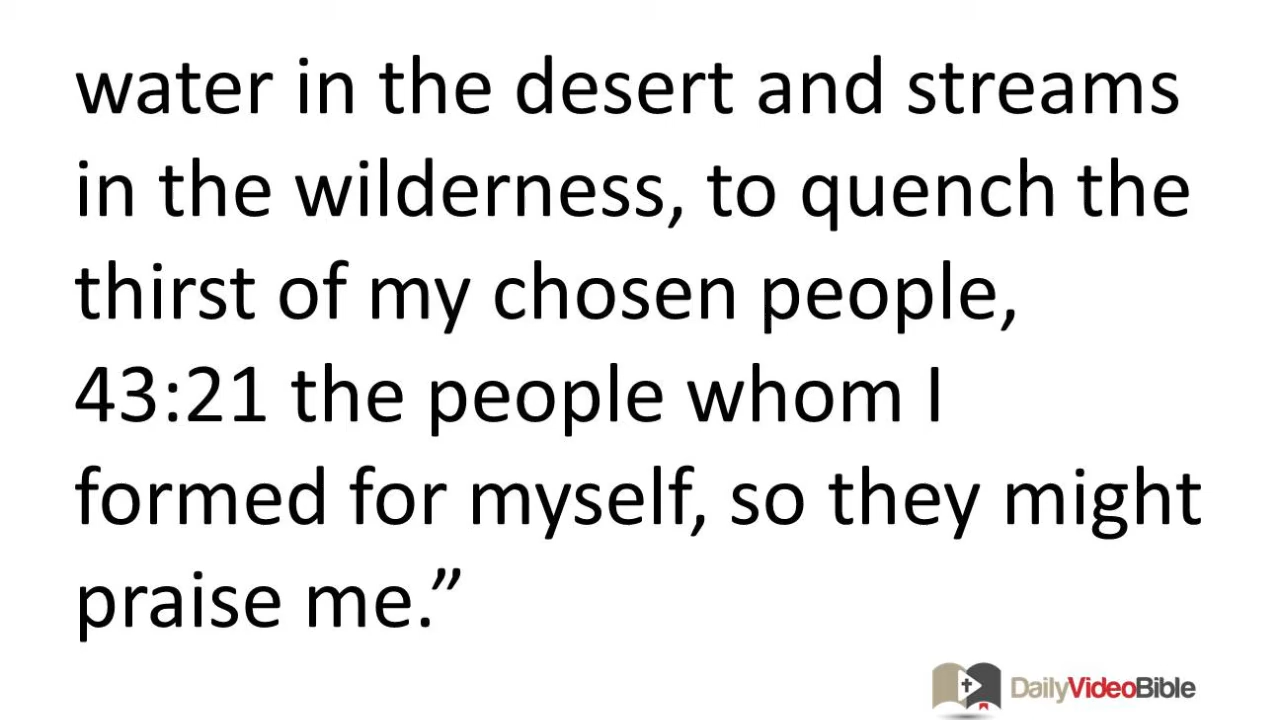 water in the desert and streams
in the wilderness, to quench the
thirst of my chosen people,
43:21 the people whom I
formed for myself, so they might
praise me.”
DailyVideoBible